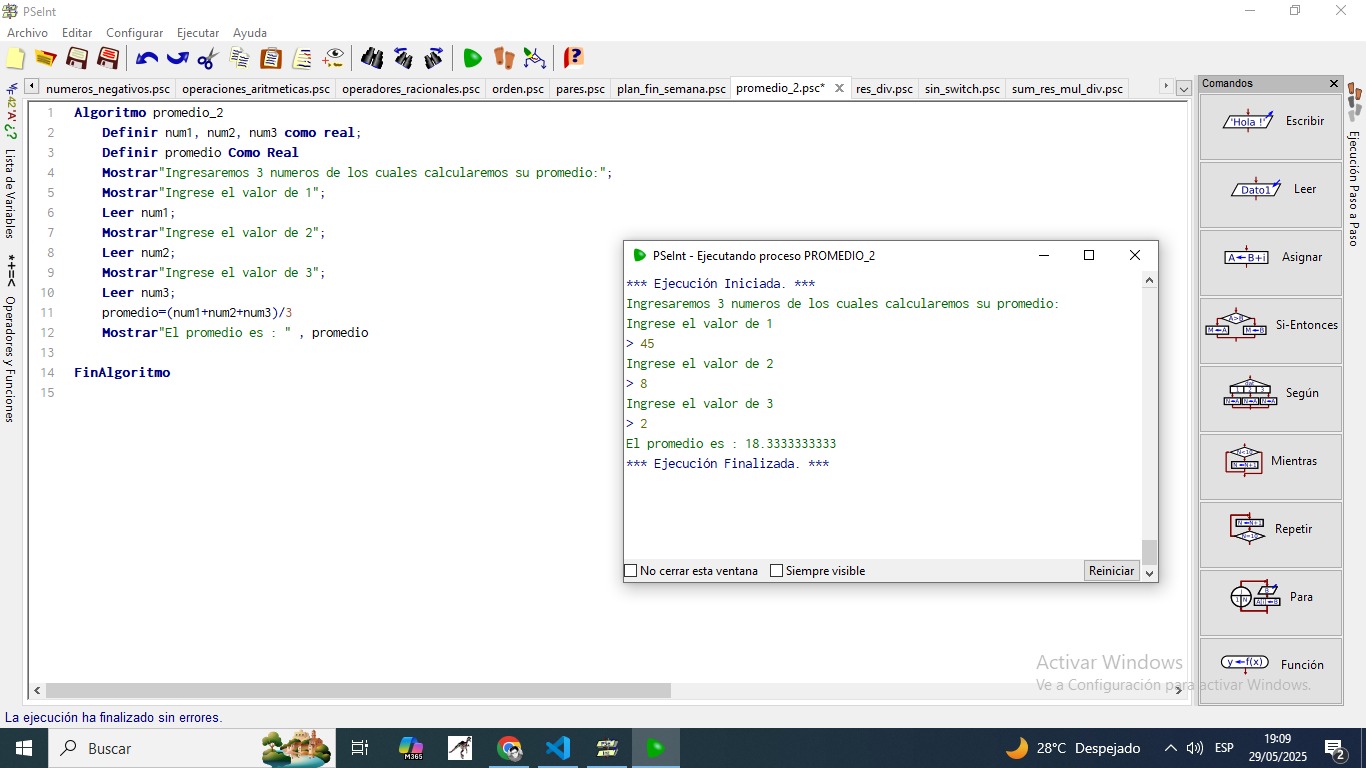 PSeInt
Archivo Editar Configurar Ejecutar Ayuda
numeros_negativos.psc operaciones_aritmeticas.psc operadores_racionales.psc orden.psc pares.psc plan_fin_semana.psc promedio_2.psc* res_div.psc sin_switch.psc sum_res_mul_div.psc
Lista de Variables
Operadores y Funciones
1 Algoritmo promedio_2
2 Definir num1, num2, num3 como real;
3 Definir promedio Como Real
4 Mostrar"Ingresaremos 3 numeros de los cuales calcularemos su promedio:";
5 Mostrar"Ingrese el valor de 1";
6 Leer num1;
7 Mostrar"Ingrese el valor de 2";
8 Leer num2;
9 Mostrar"Ingrese el valor de 3";
10 Leer num3;
11 promedio=(num1+num2+num3)/3
12 Mostrar"El promedio es : " , promedio
13
14 FinAlgoritmo
15
PSeInt - Ejecutando proceso PROMEDIO_2
*** Ejecución Iniciada. ***
Ingresaremos 3 numeros de los cuales calcularemos su promedio:
Ingrese el valor de 1
> 45
Ingrese el valor de 2
> 8
Ingrese el valor de 3
> 2
El promedio es : 18.3333333333
*** Ejecución Finalizada. ***
No cerrar esta ventana Siempre visible Reiniciar
Comandos
'Hola !' Escribir
Dato1 Leer
A←B+i Asignar
A>B Si-Entonces
Según
Mientras
Repetir
Para
y←f(x) Función
Ejecución Paso a Paso
Activar Windows
Ve a Configuración para activar Windows.
La ejecución ha finalizado sin errores.
Buscar
M365
28°C Despejado
ESP
19:09
29/05/2025
2